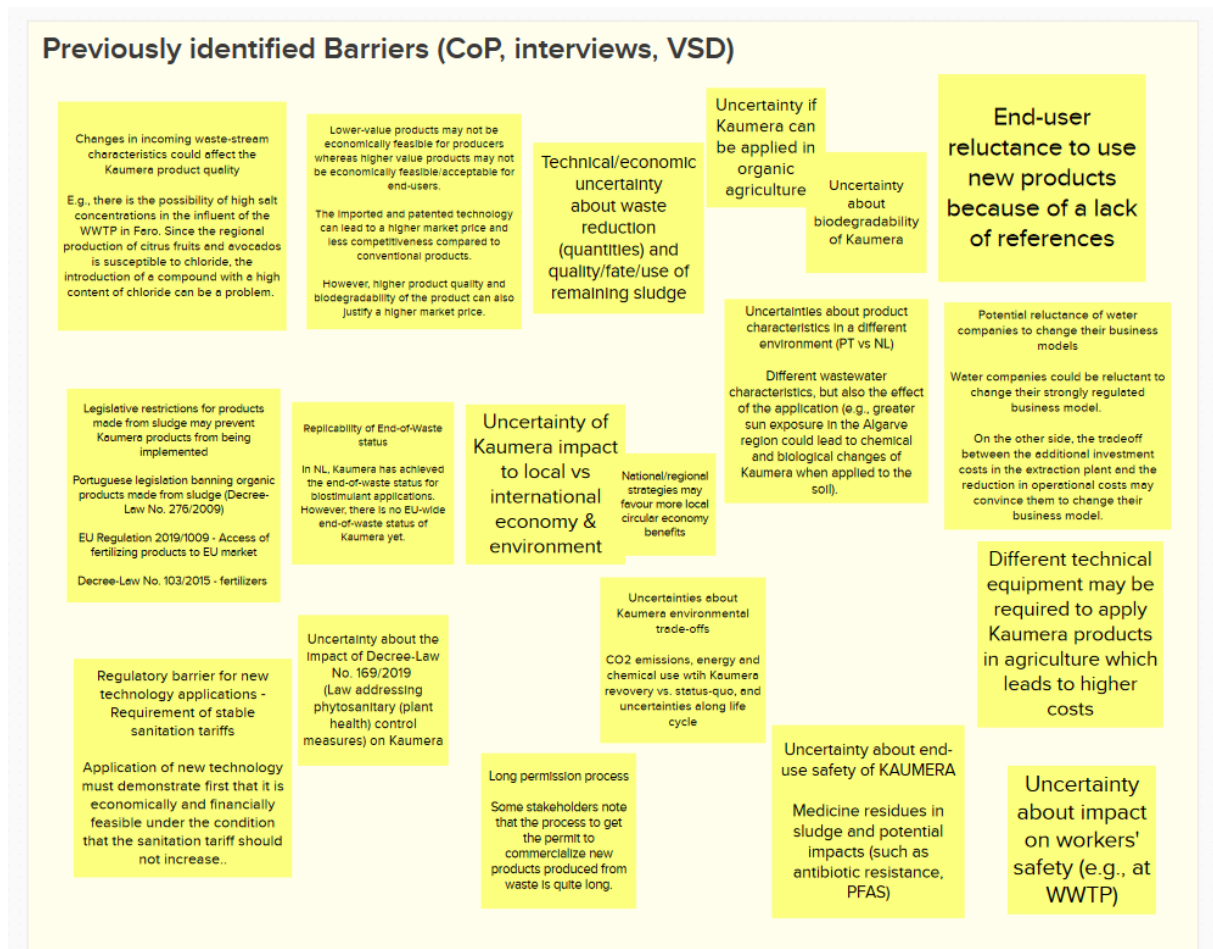 Previously identified Barriers (CoP, interviews, VSD)
Changes in incoming waste-stream
characteristics could affect the
Kaumera product quality
E.g., there is the possibility of high salt
concentrations in the influent of the
WWTP in Faro. Since the regional
production of citrus fruits and avocados
is susceptible to chloride, the
introduction of a compound with a high
content of chloride can be a problem.
Lower-value products may not be
economically feasible for producers
whereas higher value products may not
be economically feasible/acceptable for
end-users.
The imported and patented technology
can lead to a higher market price and
less competitiveness compared to
conventional products.
However, higher product quality and
biodegradability of the product can also
justify a higher market price.
Technical/economic
uncertainty
about waste
reduction
(quantities) and
quality/fate/use of
remaining sludge
Uncertainty if
Kaumera can
be applied in
organic
agriculture
Uncertainty
about
biodegradability
of Kaumera
End-user
reluctance to use
new products
because of a lack
of references
Uncertainties about product
characteristics in a different
environment (PT vs NL)
Different wastewater
characteristics, but also the effect
of the application (e.g., greater
sun exposure in the Algarve
region could lead to chemical
and biological changes of
Kaumera when applied to the
soil).
Potential reluctance of water
companies to change their business
models
Water companies could be reluctant to
change their strongly regulated
business model.
On the other side, the tradeoff
between the additional investment
costs in the extraction plant and the
reduction in operational costs may
convince them to change their
business model.
Legislative restrictions for products
made from sludge may prevent
Kaumera products from being
implemented
Portuguese legislation banning organic
products made from sludge (Decree-
Law No. 276/2009)
EU Regulation 2019/1009 - Access of
fertilizing products to EU market
Decree-Law No. 103/2015 - fertilizers
Replicability of End-of-Waste
status
In NL, Kaumera has achieved
the end-of-waste status for
biostimulant applications.
However, there is no EU-wide
end-of-waste status of
Kaumera yet.
Uncertainty of
Kaumera impact
to local vs
international
economy &
environment
National/regional
strategies may
favour more local
circular economy
benefits
Different technical
equipment may be
required to apply
Kaumera products
in agriculture which
leads to higher
costs
Uncertainties about
Kaumera environmental
trade-offs
CO2 emissions, energy and
chemical use wtih Kaumera
revovery vs. status-quo, and
uncertainties along life
cycle
Uncertainty about the
impact of Decree-Law
No. 169/2019
(Law addressing
phytosanitary (plant
health) control
measures) on Kaumera
Regulatory barrier for new
technology applications -
Requirement of stable
sanitation tariffs
Application of new technology
must demonstrate first that it is
economically and financially
feasible under the condition
that the sanitation tariff should
not increase..
Long permission process
Some stakeholders note
that the process to get
the permit to
commercialize new
products produced from
waste is quite long.
Uncertainty about end-
use safety of KAUMERA
Medicine residues in
sludge and potential
impacts (such as
antibiotic resistance,
PFAS)
Uncertainty
about impact
on workers'
safety (e.g., at
WWTP)